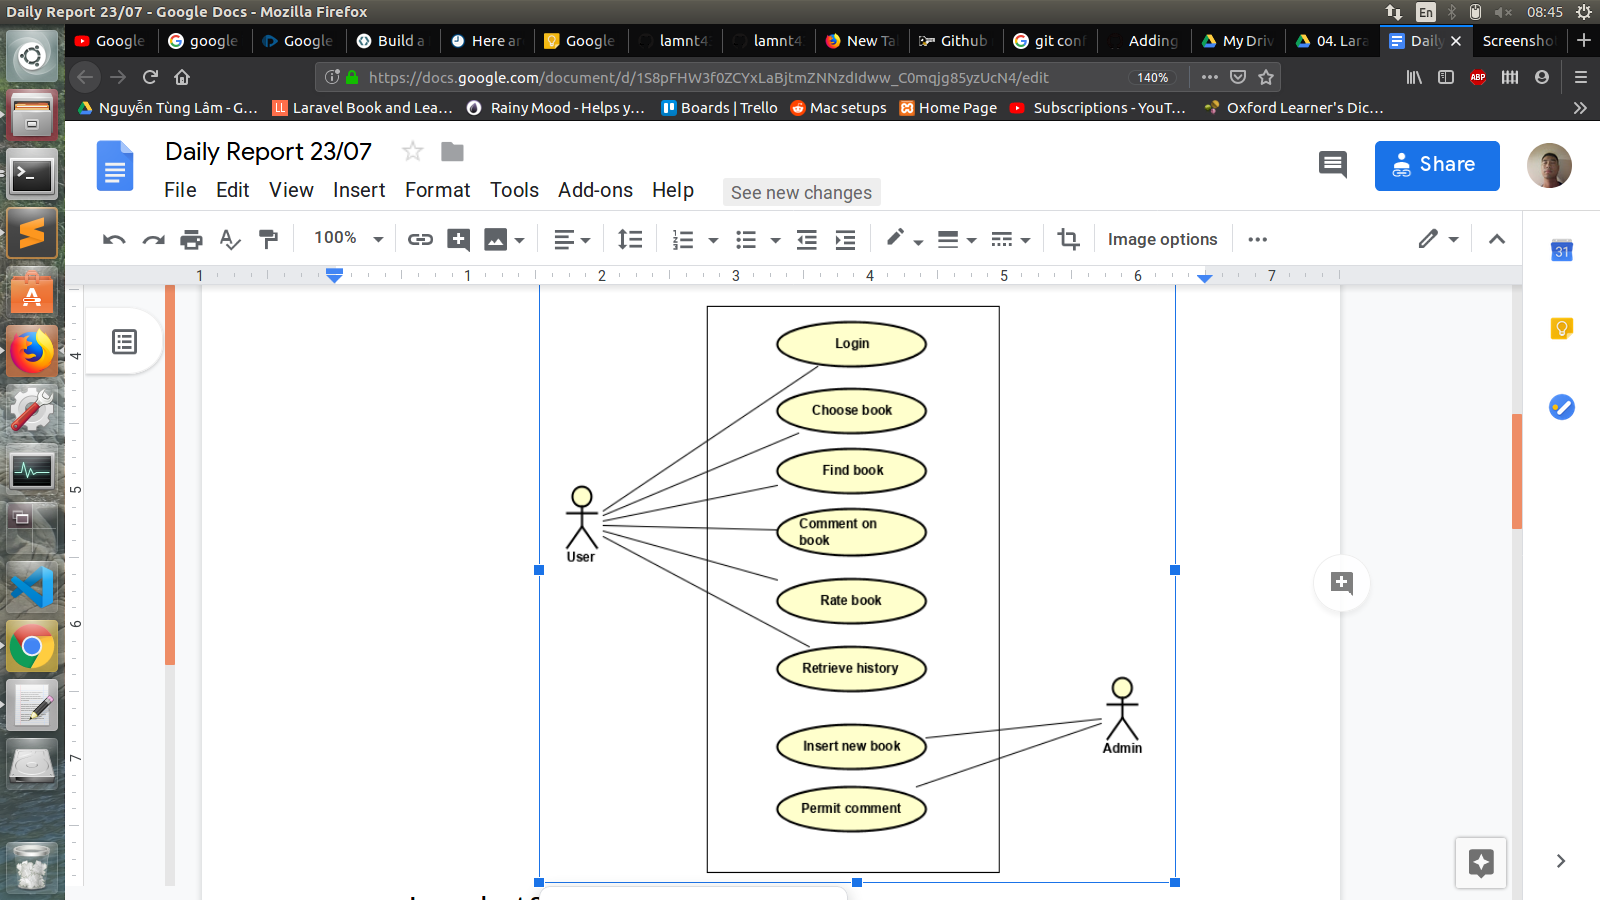 Daily Report 23/07 - Google Docs - Mozilla Firefox
En
08:45
Google
google
Google
Build a
Here ar
Google
lamnt4
lamnt4
New Ta
Github
git conf
Adding
My Driv
04. Lara
Daily
Screensho
https://docs.google.com/document/d/1S8pFHW3f0ZCYxLaBjtmZNNzdIdww_C0mqjg85yzUcN4/edit
140%
ABP
Nguyễn Tùng Lâm - G...
LL
Laravel Book and Lea...
Rainy Mood - Helps y...
Boards | Trello
Mac setups
Home Page
Subscriptions - YouT...
Oxford Learner's Dic...
Daily Report 23/07
File Edit View Insert Format Tools Add-ons Help
See new changes
Share
100%
Image options
31
1 1 2 3 4 5 6 7
4
5
6
7
Login
Choose book
Find book
Comment on
book
User
Rate book
Retrieve history
Insert new book
Admin
Permit comment